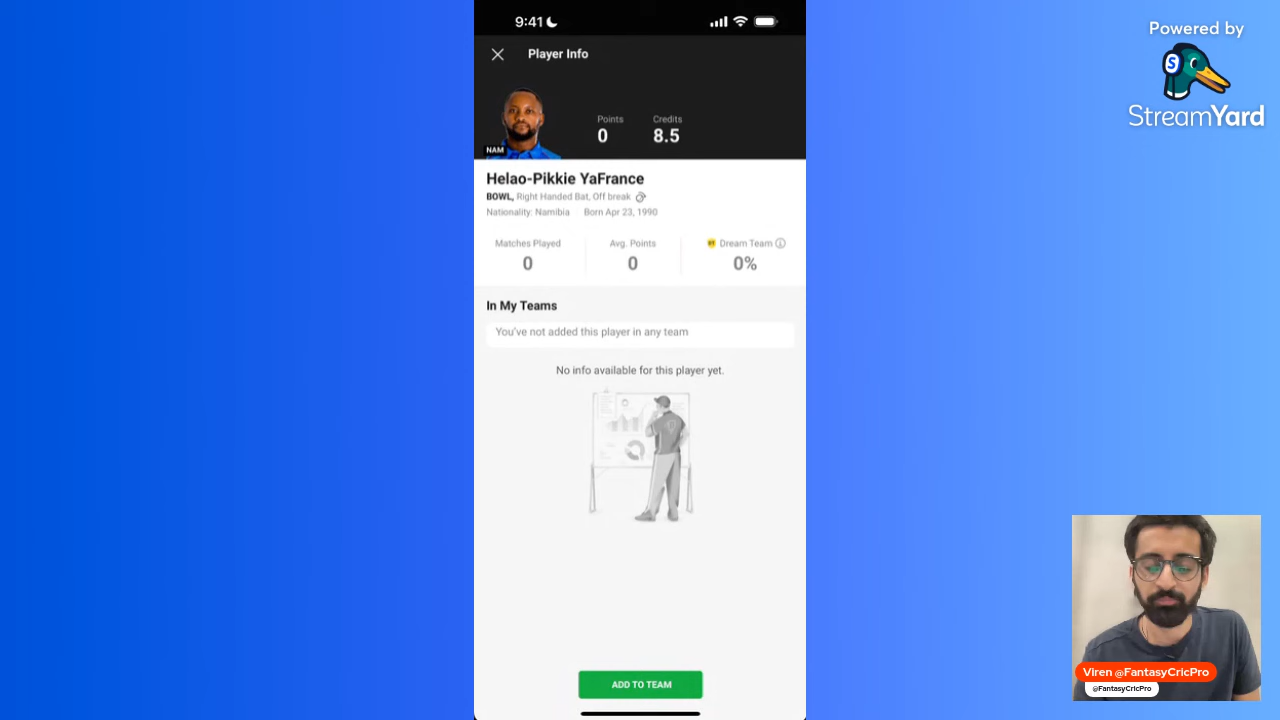 9:41
Player Info
Points
Credits
0
8.5
NAM
Helao-Pikkie YaFrance
BOWL, Right Handed Bat, Off break
Nationality: Namibia Born Apr 23, 1990
Matches Played
Avg. Points
Dream Team
0
0
0%
In My Teams
You've not added this player in any team
No info available for this player yet.
ADD TO TEAM
Powered by
S
StreamYard
Viren @FantasyCricPro
@FantasyCricPro